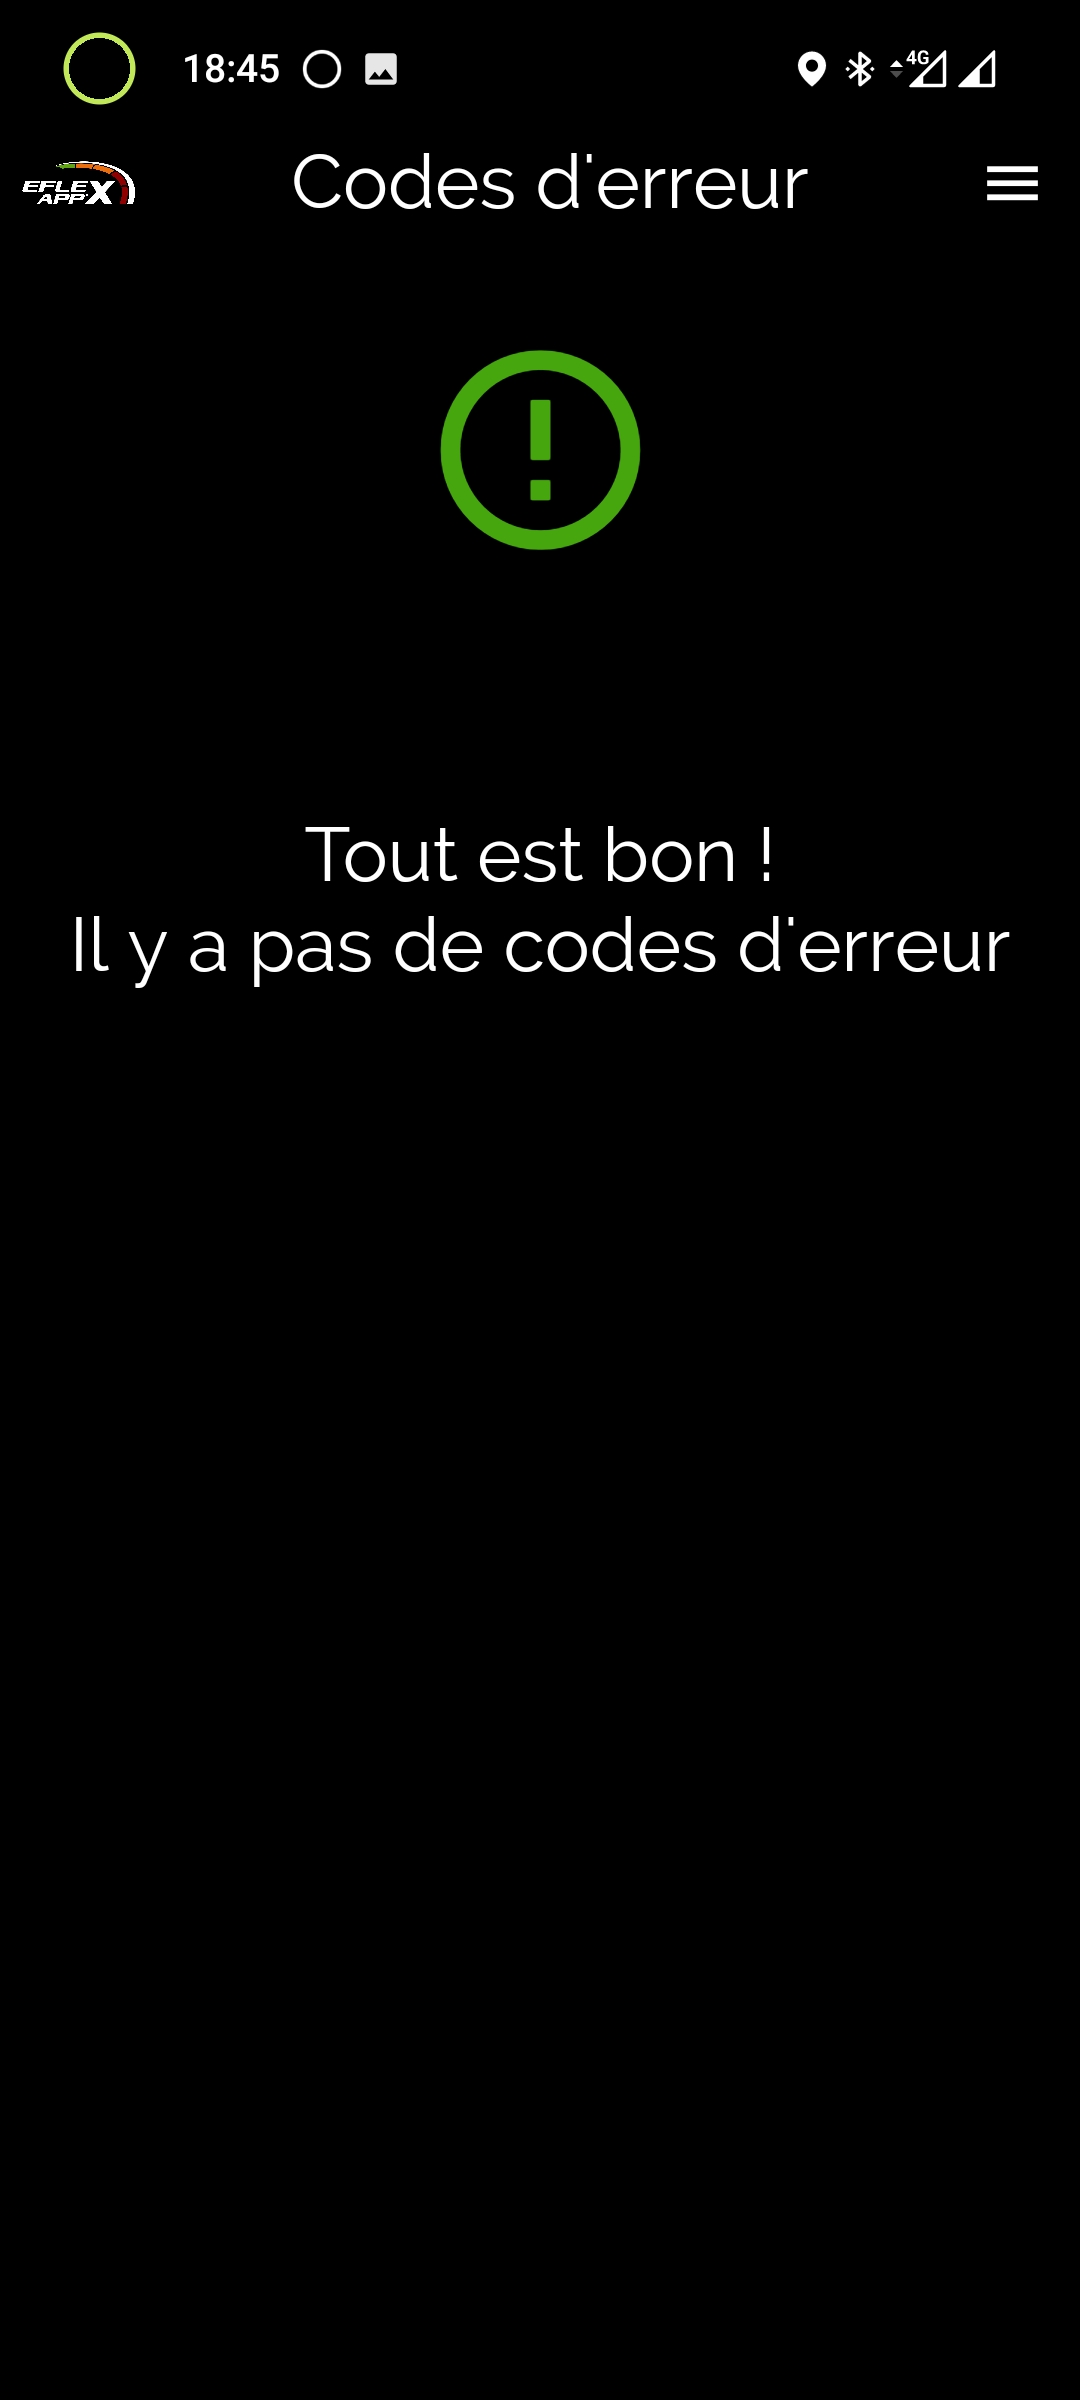 18:45
4G
EFLEX
APP
Codes d'erreur
Tout est bon !
Il y a pas de codes d'erreur